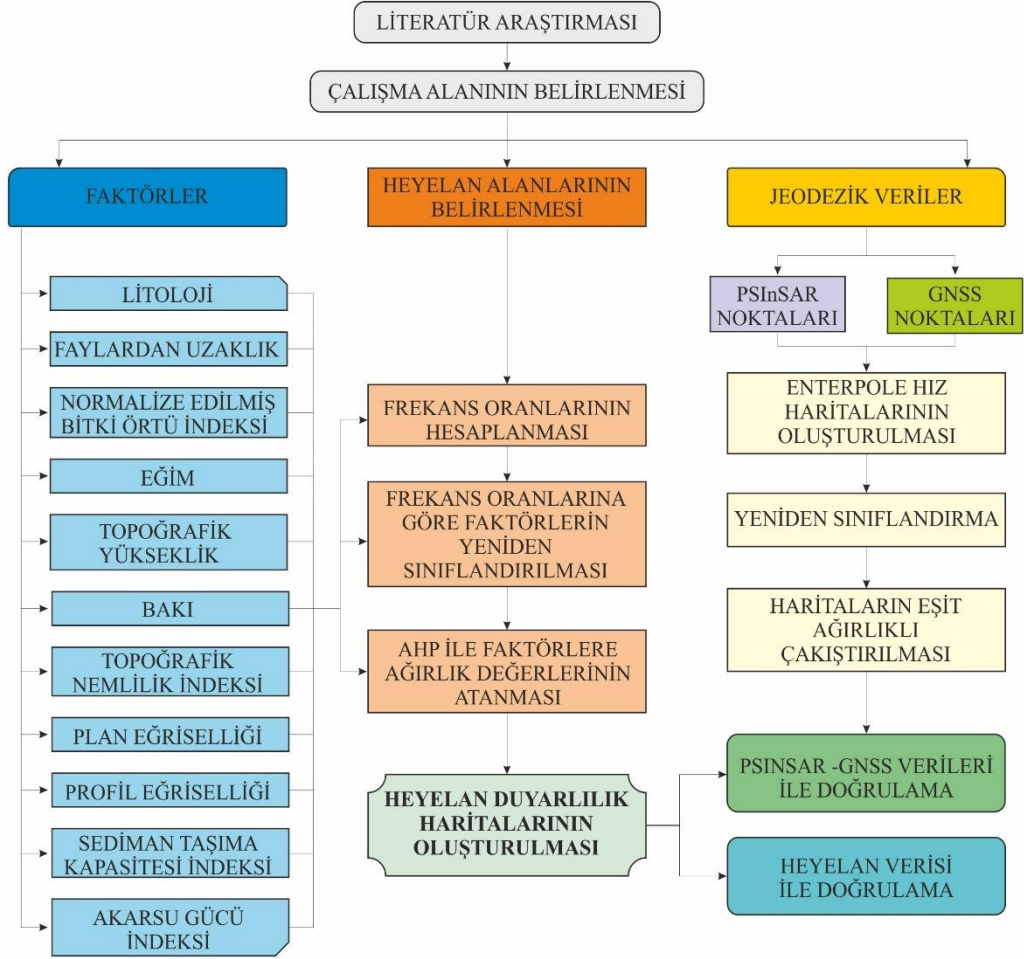 LİTERATÜR ARAŞTIRMASI
ÇALIŞMA ALANININ BELİRLENMESİ
FAKTÖRLER
LİTOLOJİ
FAYLARDAN UZAKLIK
NORMALİZE EDİLMİŞ
BİTKİ ÖRTÜ İNDEKSİ
EĞİM
TOPOĞRAFİK
YÜKSEKLİK
BAKI
TOPOĞRAFİK
NEMLİLİK İNDEKSİ
PLAN EĞRİSELLİĞİ
PROFİL EĞRİSELLİĞİ
SEDİMAN TAŞIMA
KAPASİTESİ İNDEKSİ
AKARSU GÜCÜ
İNDEKSİ
HEYELAN ALANLARININ
BELİRLENMESİ
FREKANS ORANLARININ
HESAPLANMASI
FREKANS ORANLARINA
GÖRE FAKTÖRLERİN
YENİDEN
SINIFLANDIRILMASI
AHP İLE FAKTÖRLERE
AĞIRLIK DEĞERLERİNİN
ATANMASI
HEYELAN DUYARLILIK
HARİTALARININ
OLUŞTURULMASI
JEODEZİK VERİLER
PSInSAR
NOKTALARI
GNSS
NOKTALARI
ENTERPOLE HIZ
HARİTALARININ
OLUŞTURULMASI
YENİDEN SINIFLANDIRMA
HARİTALARIN EŞİT
AĞIRLIKLI
ÇAKIŞTIRILMASI
PSINSAR -GNSS VERİLERİ
İLE DOĞRULAMA
HEYELAN VERİSİ
İLE DOĞRULAMA